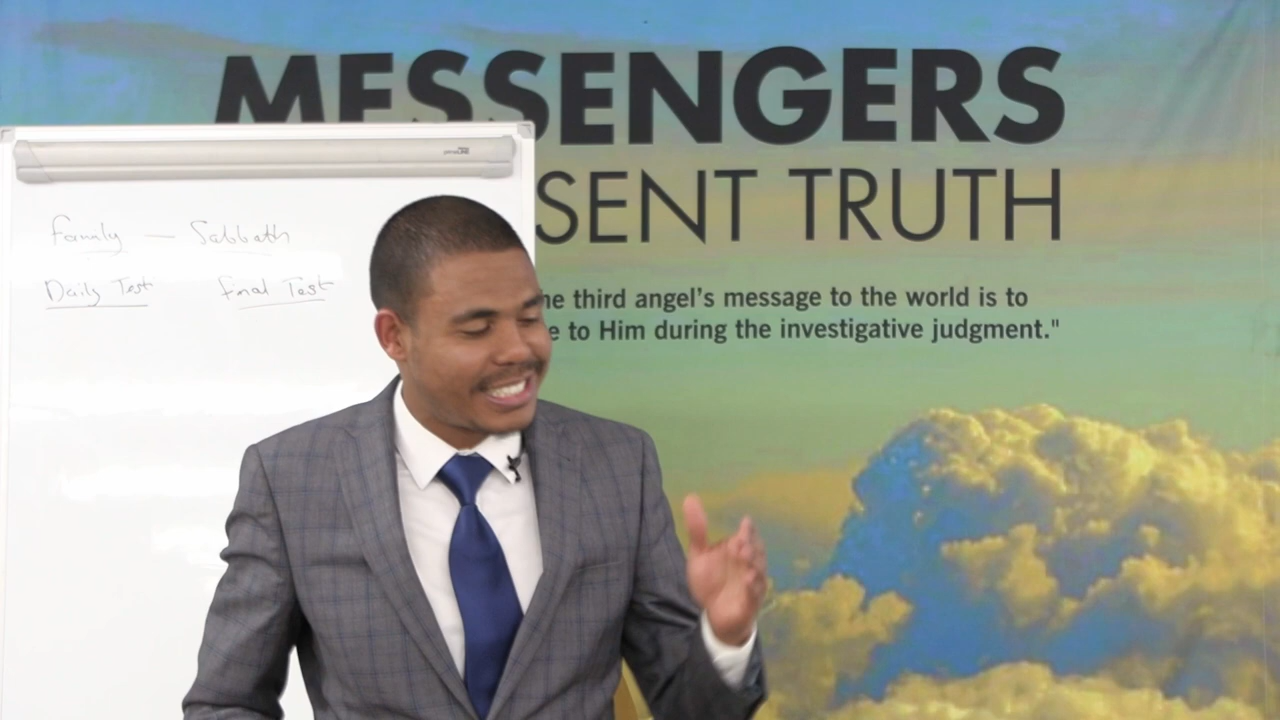 MESSENGERS
SENT TRUTH
he third angel's message to the world is to
e to Him during the investigative judgment."
Family — Sabbath
Daily Test Final Test